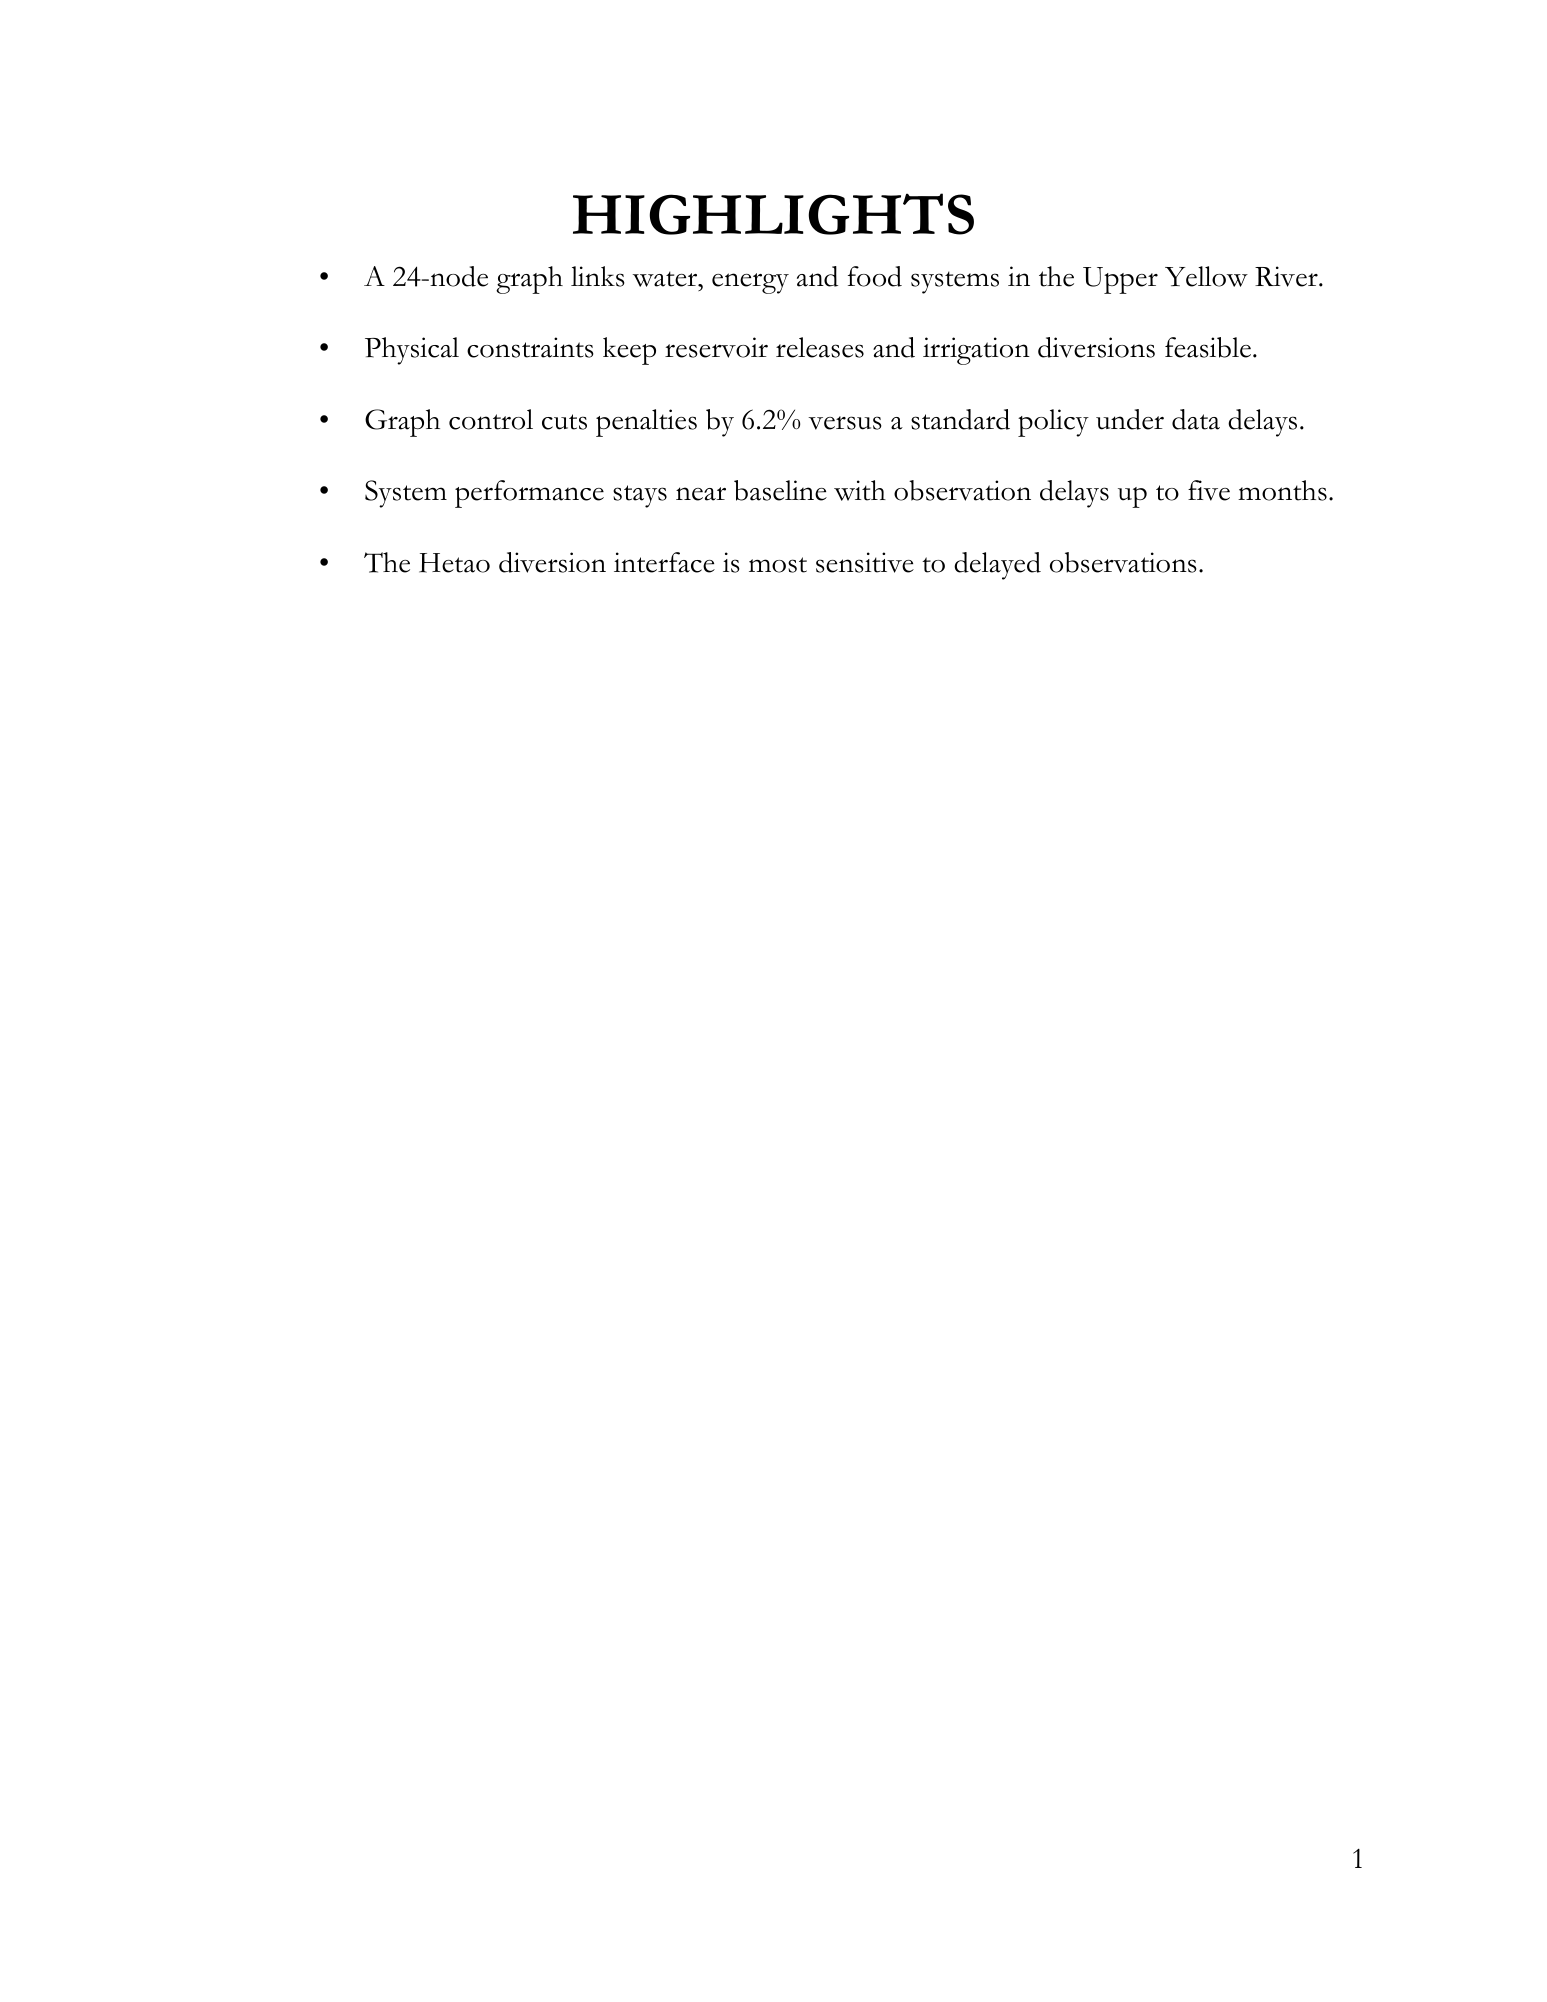 HIGHLIGHTS
• A 24-node graph links water, energy and food systems in the Upper Yellow River.
• Physical constraints keep reservoir releases and irrigation diversions feasible.
• Graph control cuts penalties by 6.2% versus a standard policy under data delays.
• System performance stays near baseline with observation delays up to five months.
• The Hetao diversion interface is most sensitive to delayed observations.
1